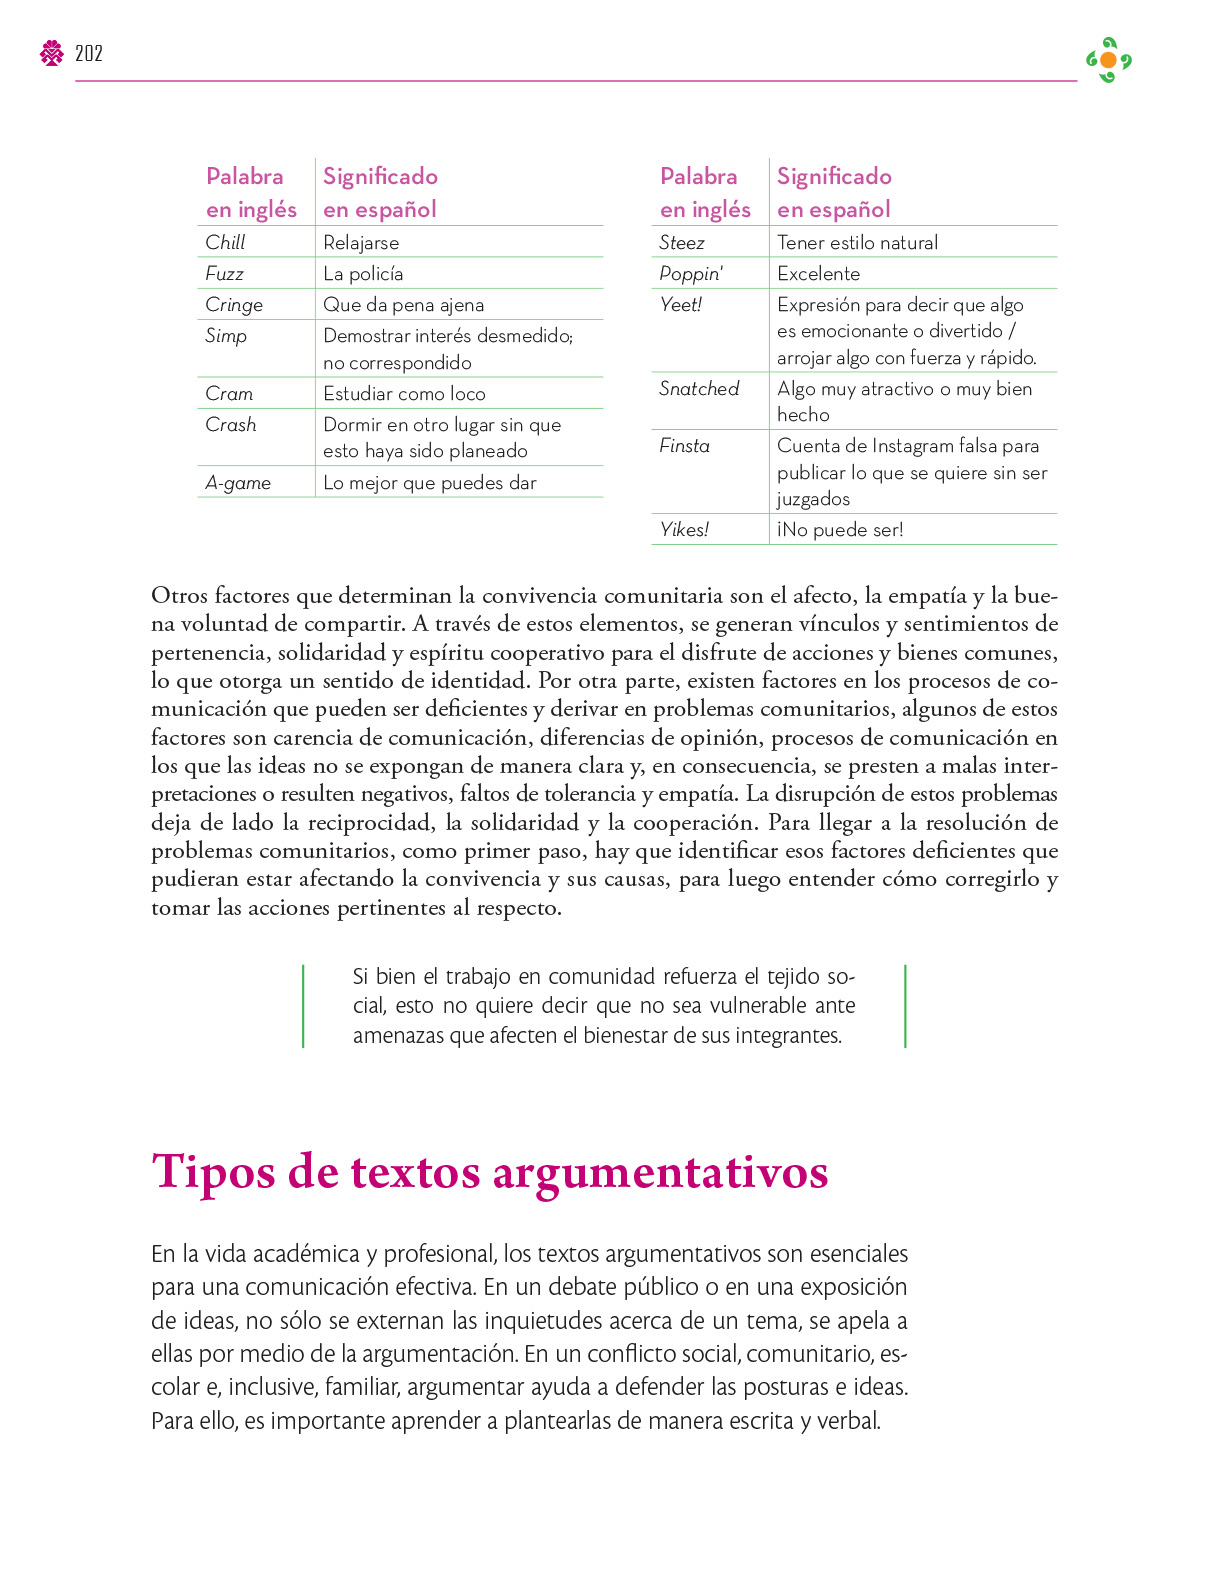 202
Palabra
en inglés
Significado
en español
Chill
Relajarse
Fuzz
La policía
Cringe
Que da pena ajena
Simp
Demostrar interés desmedido;
no correspondido
Cram
Estudiar como loco
Crash
Dormir en otro lugar sin que
esto haya sido planeado
A-game
Lo mejor que puedes dar
Palabra
en inglés
Significado
en español
Steez
Tener estilo natural
Poppin'
Excelente
Yeet!
Expresión para decir que algo
es emocionante o divertido /
arrojar algo con fuerza y rápido.
Snatched
Algo muy atractivo o muy bien
hecho
Finsta
Cuenta de Instagram falsa para
publicar lo que se quiere sin ser
juzgados
Yikes!
¡No puede ser!
Otros factores que determinan la convivencia comunitaria son el afecto, la empatía y la bue-
na voluntad de compartir. A través de estos elementos, se generan vínculos y sentimientos de
pertenencia, solidaridad y espíritu cooperativo para el disfrute de acciones y bienes comunes,
lo que otorga un sentido de identidad. Por otra parte, existen factores en los procesos de co-
municación que pueden ser deficientes y derivar en problemas comunitarios, algunos de estos
factores son carencia de comunicación, diferencias de opinión, procesos de comunicación en
los que las ideas no se expongan de manera clara y, en consecuencia, se presten a malas inter-
pretaciones o resulten negativos, faltos de tolerancia y empatía. La disrupción de estos problemas
deja de lado la reciprocidad, la solidaridad y la cooperación. Para llegar a la resolución de
problemas comunitarios, como primer paso, hay que identificar esos factores deficientes que
pudieran estar afectando la convivencia y sus causas, para luego entender cómo corregirlo y
tomar las acciones pertinentes al respecto.
Si bien el trabajo en comunidad refuerza el tejido so-
cial, esto no quiere decir que no sea vulnerable ante
amenazas que afecten el bienestar de sus integrantes.
Tipos de textos argumentativos
En la vida académica y profesional, los textos argumentativos son esenciales
para una comunicación efectiva. En un debate público o en una exposición
de ideas, no sólo se externan las inquietudes acerca de un tema, se apela a
ellas por medio de la argumentación. En un conflicto social, comunitario, es-
colar e, inclusive, familiar, argumentar ayuda a defender las posturas e ideas.
Para ello, es importante aprender a plantearlas de manera escrita y verbal.